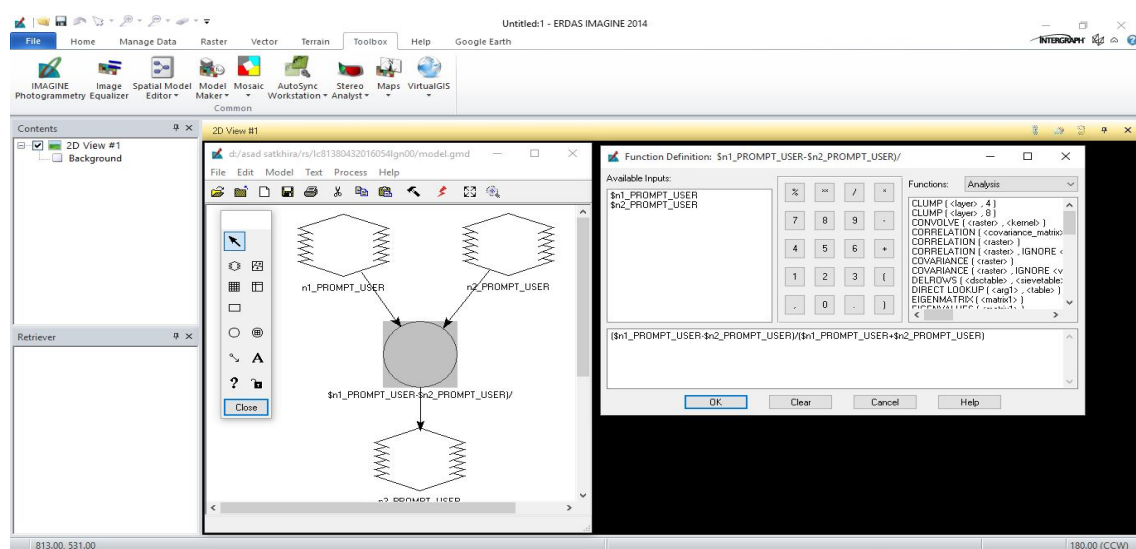 Untitled:1 - ERDAS IMAGINE 2014
File Home Manage Data Raster Vector Terrain Toolbox Help Google Earth
INTERGRAPH
IMAGINE Photogrammetry
Image Equalizer
Spatial Model Editor
Model Maker
Mosaic
AutoSync Workstation
Stereo Analyst
Maps
VirtualGIS
Common
Contents
2D View #1
Background
Retriever
2D View #1
d:/asad satkhira/rs/lc81380432016054lgn00/model.gmd
File Edit Model Text Process Help
A
?
Close
n1_PROMPT_USER
n2_PROMPT_USER
$n1_PROMPT_USER-$n2_PROMPT_USER)/
Function Definition: $n1_PROMPT_USER-$n2_PROMPT_USER)/
Available Inputs:
$n1_PROMPT_USER
$n2_PROMPT_USER
% ** / *
7 8 9 -
4 5 6 +
1 2 3 (
, 0 . )
Functions: Analysis
CLUMP ( <layer> , 4 )
CLUMP ( <layer> , 8 )
CONVOLVE ( <raster> , <kernel> )
CORRELATION ( <covariance_matrix>
CORRELATION ( <raster> )
CORRELATION ( <raster> , IGNORE <
COVARIANCE ( <raster> )
COVARIANCE ( <raster> , IGNORE <v
DELROWS ( <dsctable> , <sievetable>
DIRECT LOOKUP ( <arg1> , <table> )
EIGENMATRIX ( <matrix1> )
($n1_PROMPT_USER-$n2_PROMPT_USER)/($n1_PROMPT_USER+$n2_PROMPT_USER)
OK Clear Cancel Help
813.00, 531.00
180.00 (CCW)